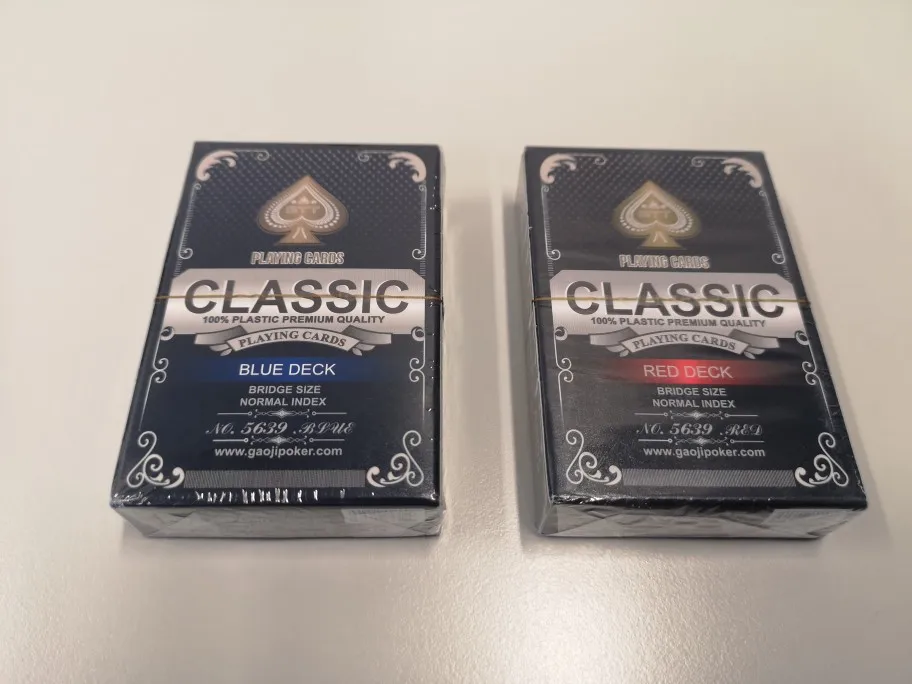 PLAYING CARDS
CLASSIC
100% PLASTIC PREMIUM QUALITY
PLAYING CARDS
BLUE DECK
BRIDGE SIZE
NORMAL INDEX
NO. 5639 BLUE
www.gaojipoker.com
PLAYING CARDS
CLASSIC
100% PLASTIC PREMIUM QUALITY
PLAYING CARDS
RED DECK
BRIDGE SIZE
NORMAL INDEX
NO. 5639 RED
www.gaojipoker.com